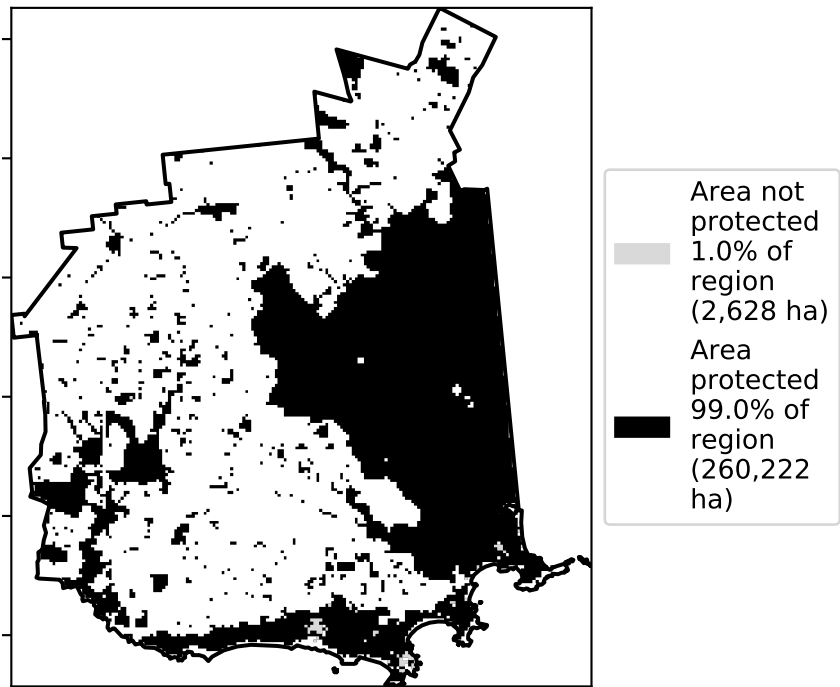 Area not
protected
1.0% of
region
(2,628 ha)
Area
protected
99.0% of
region
(260,222
ha)